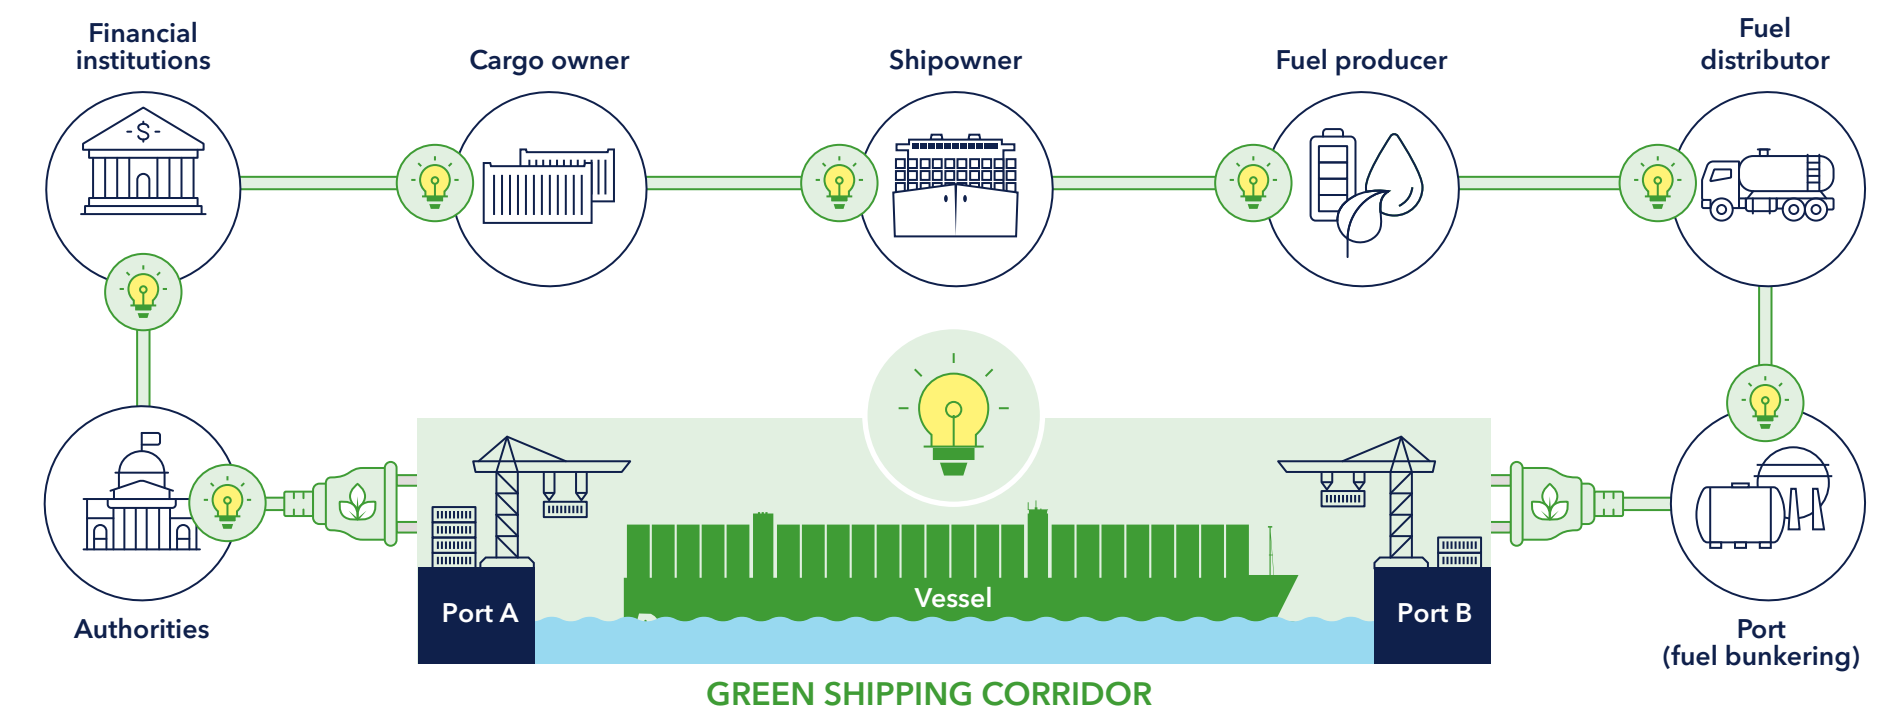 Financial
institutions
Cargo owner
Shipowner
Fuel producer
Fuel
distributor
$
Authorities
Port A
Vessel
Port B
Port
(fuel bunkering)
GREEN SHIPPING CORRIDOR